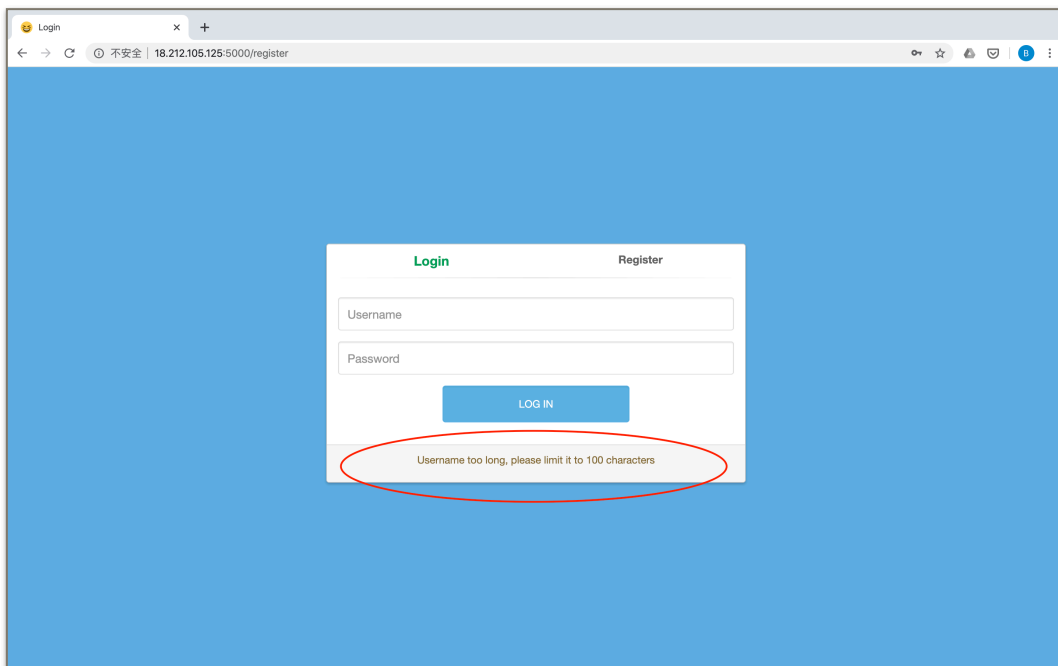 Login
不安全 18.212.105.125:5000/register
B
Login Register
Username
Password
LOG IN
Username too long, please limit it to 100 characters